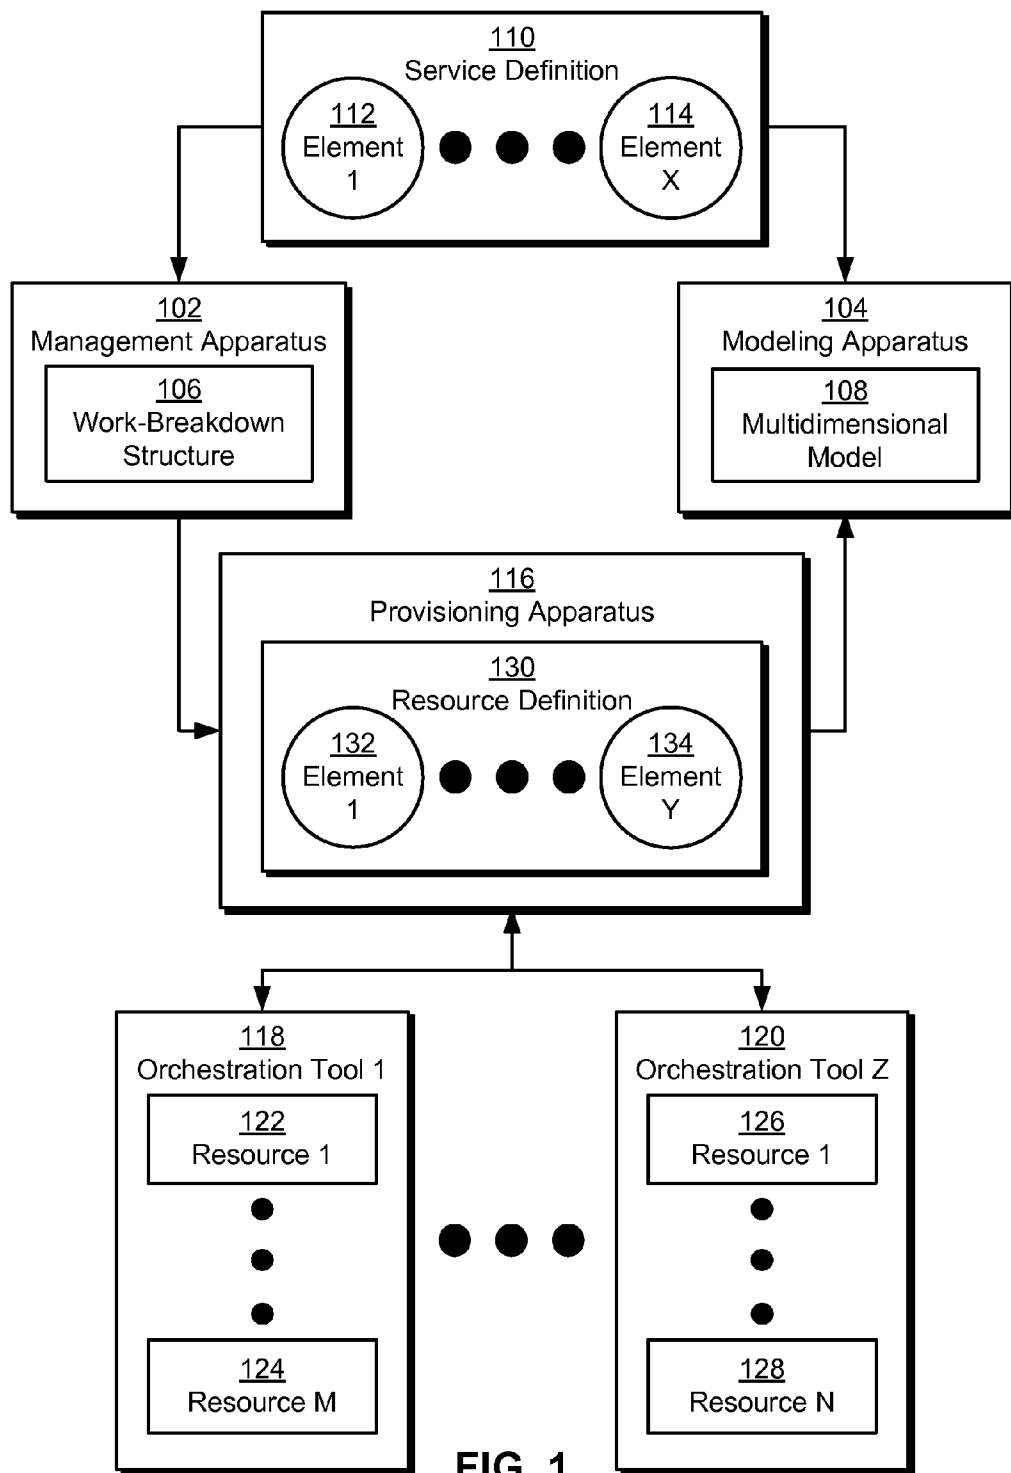 110
Service Definition
112
Element
1
114
Element
X
102
Management Apparatus
106
Work-Breakdown
Structure
104
Modeling Apparatus
108
Multidimensional
Model
116
Provisioning Apparatus
130
Resource Definition
132
Element
1
134
Element
Y
118
Orchestration Tool 1
122
Resource 1
124
Resource M
120
Orchestration Tool Z
126
Resource 1
128
Resource N
FIG. 1